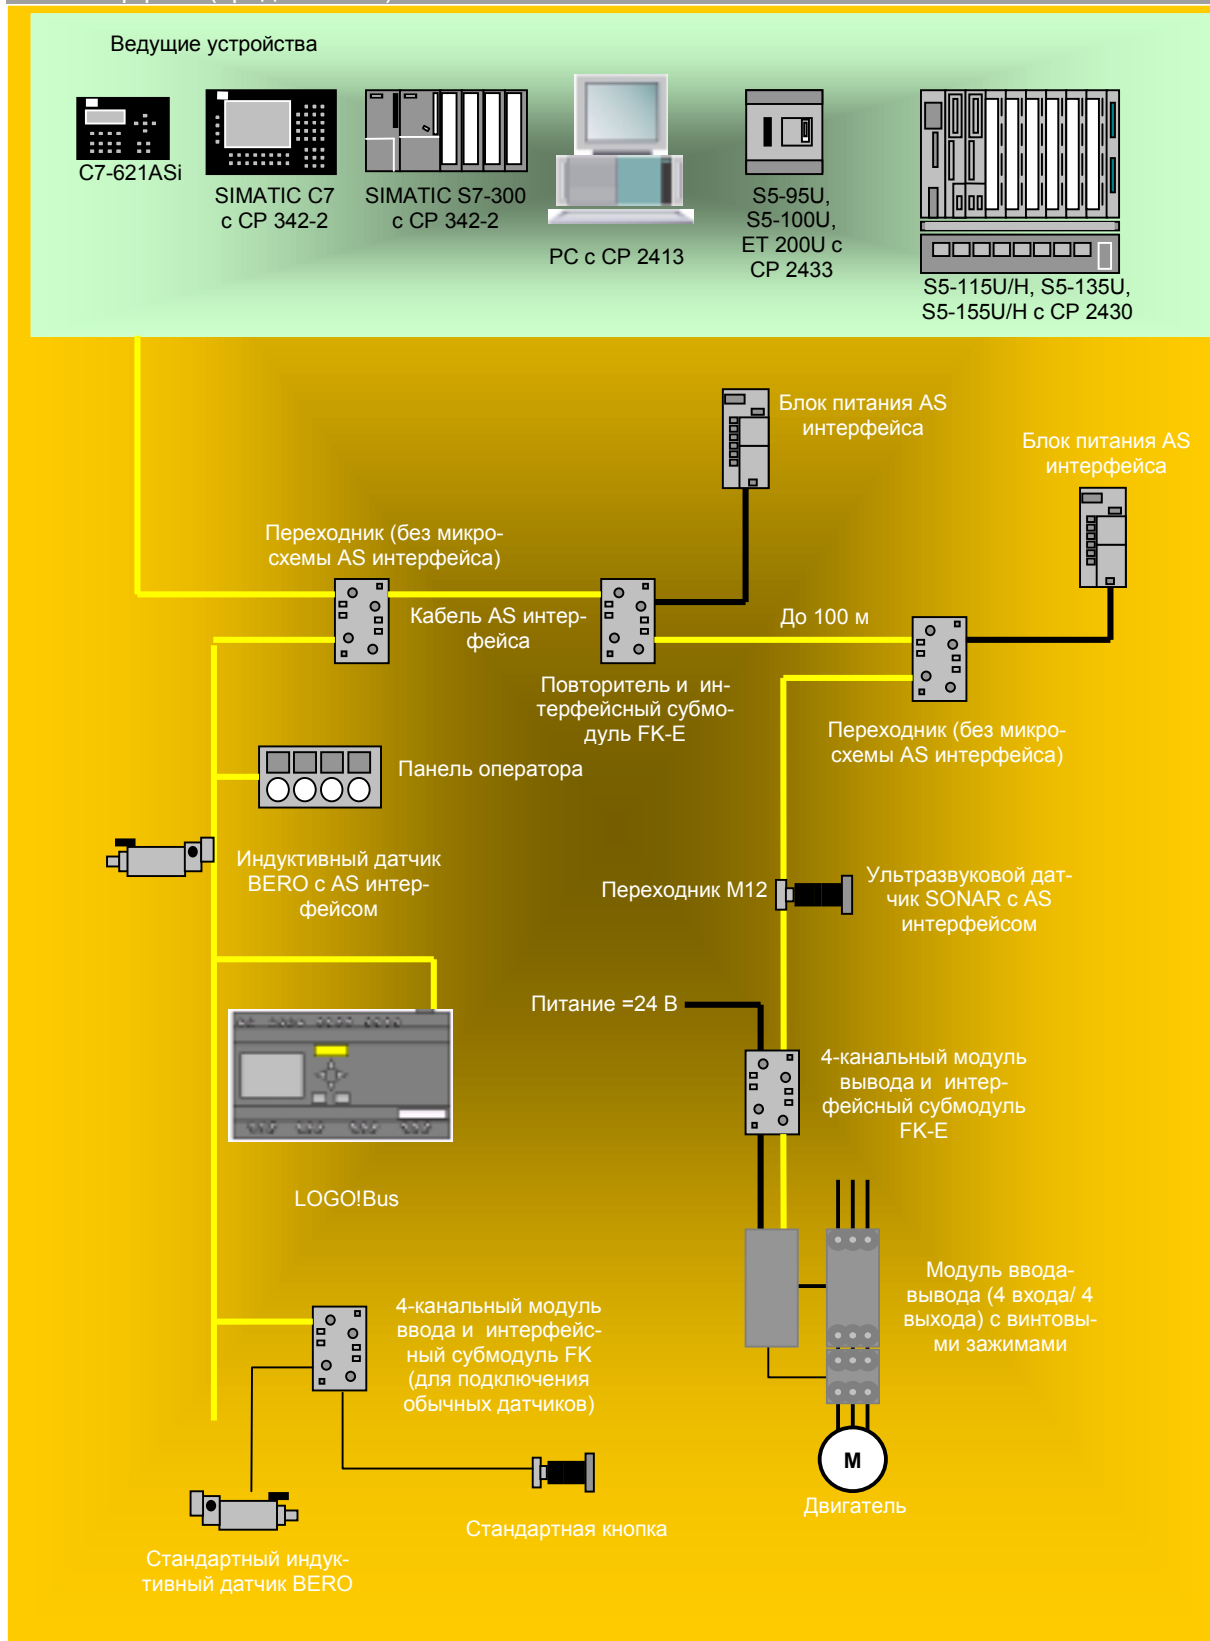 Ведущие устройства
C7-621ASi
SIMATIC C7
с CP 342-2
SIMATIC S7-300
с CP 342-2
PC с CP 2413
S5-95U,
S5-100U,
ET 200U с
CP 2433
S5-115U/H, S5-135U,
S5-155U/H с CP 2430
Блок питания AS
интерфейса
Блок питания AS
интерфейса
Переходник (без микро-
схемы AS интерфейса)
Кабель AS интер-
фейса
До 100 м
Повторитель и ин-
терфейсный субмо-
дуль FK-E
Переходник (без микро-
схемы AS интерфейса)
Панель оператора
Индуктивный датчик
BERO с AS интер-
фейсом
Переходник M12
Ультразвуковой дат-
чик SONAR с AS
интерфейсом
Питание =24 В
4-канальный модуль
вывода и интер-
фейсный субмодуль
FK-E
LOGO!Bus
Модуль ввода-
вывода (4 входа/ 4
выхода) с винтовы-
ми зажимами
4-канальный модуль
ввода и интерфейс-
ный субмодуль FK
(для подключения
обычных датчиков)
М
Двигатель
Стандартная кнопка
Стандартный индук-
тивный датчик BERO